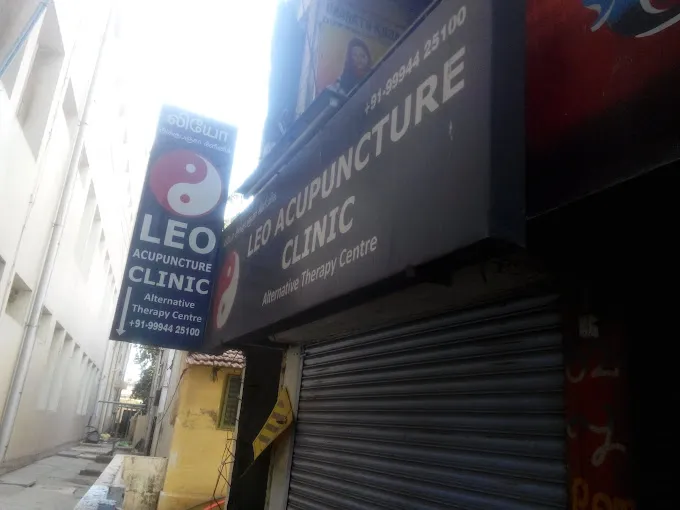 லியோ
LEO
ACUPUNCTURE
CLINIC
Alternative
Therapy Centre
+91-99944 25100
+91-99944 25100
LEO ACUPUNCTURE
CLINIC
Alternative Therapy Centre